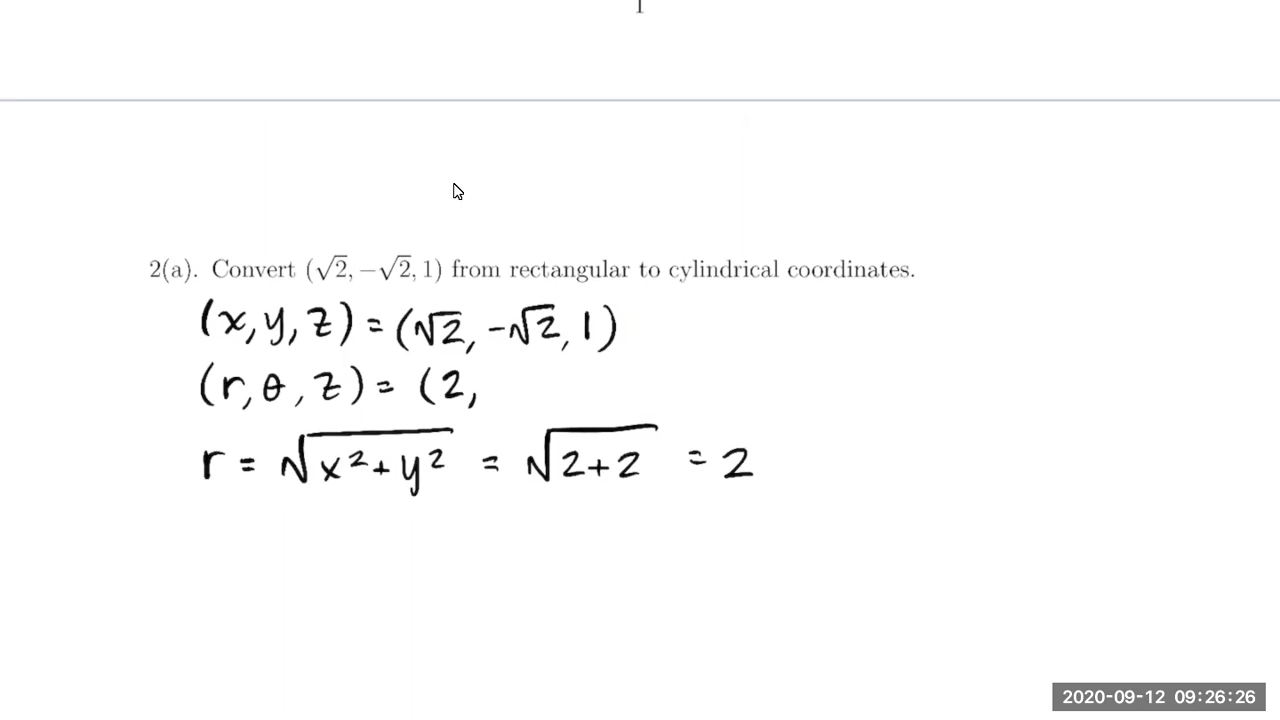 1
2(a). Convert (√2, −√2, 1) from rectangular to cylindrical coordinates.
(x, y, z) = (√2, -√2, 1)
(r, θ, z) = (2,
r = √(x²+y²) = √(2+2) = 2
2020-09-12 09:26:26